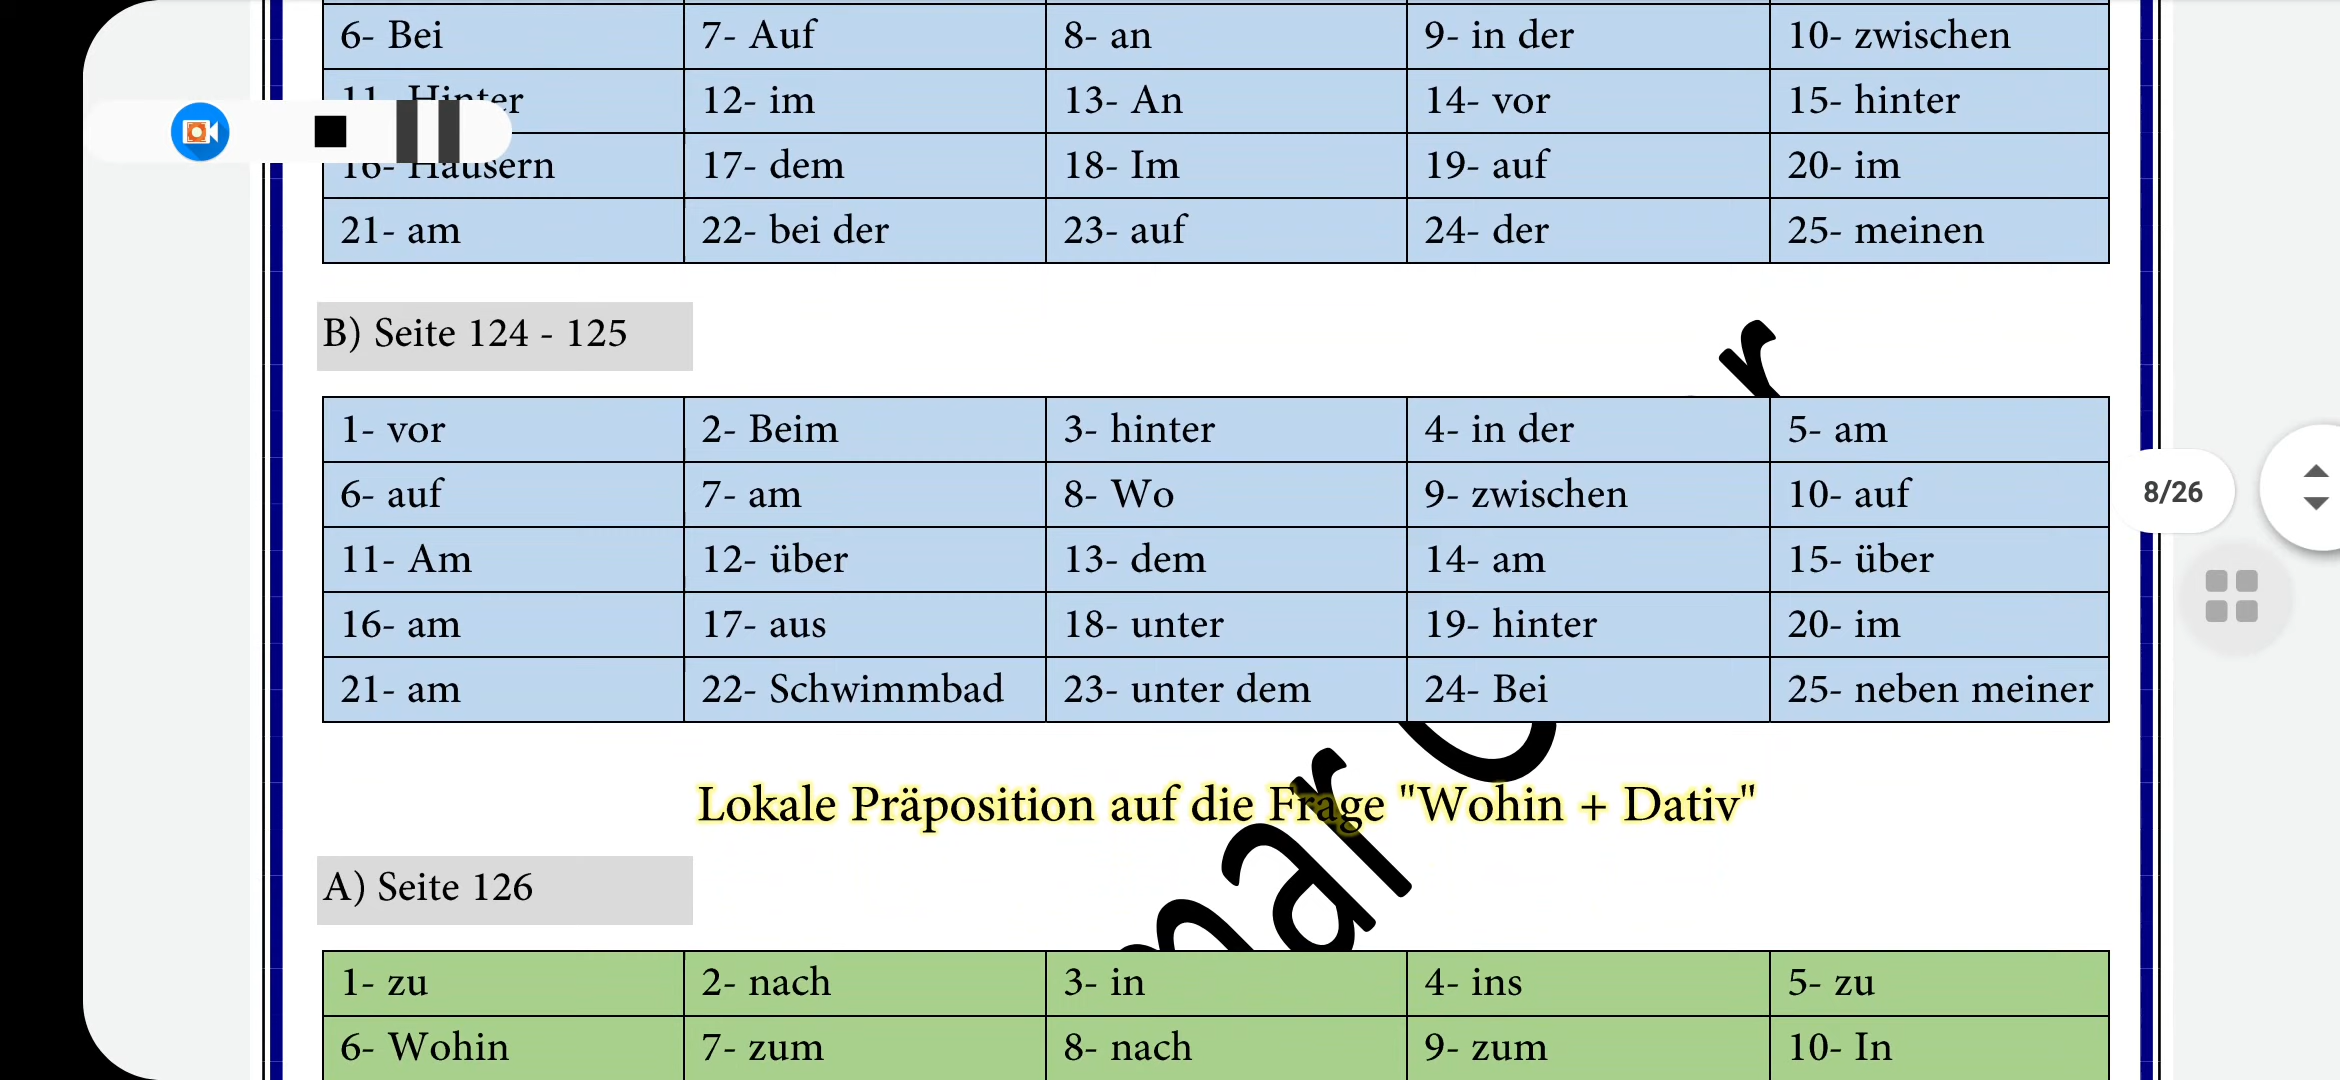 6- Bei 7- Auf 8- an 9- in der 10- zwischen
11- Hinter 12- im 13- An 14- vor 15- hinter
16- Häusern 17- dem 18- Im 19- auf 20- im
21- am 22- bei der 23- auf 24- der 25- meinen
B) Seite 124 - 125
1- vor 2- Beim 3- hinter 4- in der 5- am
6- auf 7- am 8- Wo 9- zwischen 10- auf
8/26
11- Am 12- über 13- dem 14- am 15- über
16- am 17- aus 18- unter 19- hinter 20- im
21- am 22- Schwimmbad 23- unter dem 24- Bei 25- neben meiner
Lokale Präposition auf die Frage "Wohin + Dativ"
A) Seite 126
1- zu 2- nach 3- in 4- ins 5- zu
6- Wohin 7- zum 8- nach 9- zum 10- In